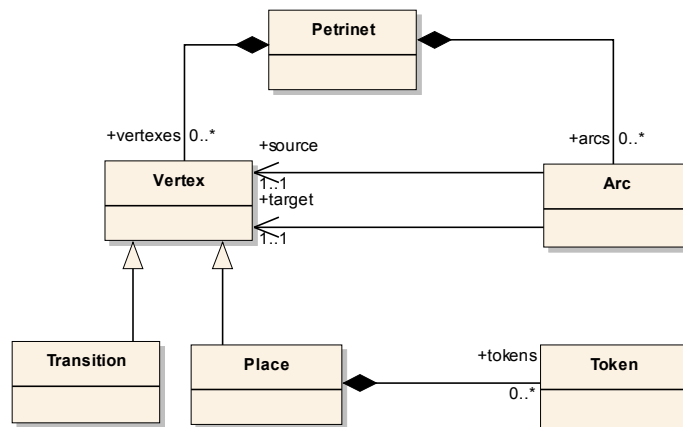 Petrinet
+vertexes 0..*
+arcs 0..*
+source
Vertex
1..1
Arc
+target
1..1
Transition
Place
+tokens
Token
0..*